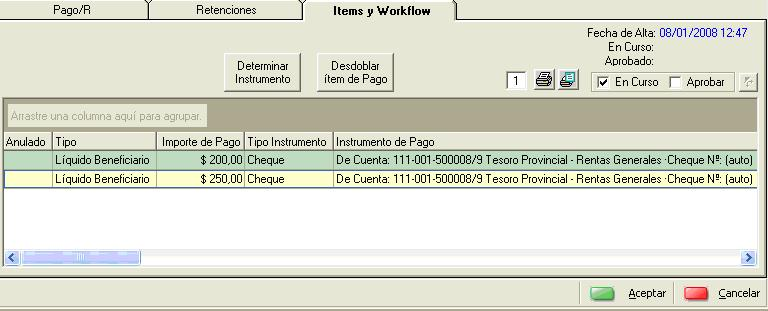 Pago/R Retenciones Items y Workflow
Fecha de Alta: 08/01/2008 12:47
En Curso:
Aprobado:
Determinar Instrumento
Desdoblar ítem de Pago
1
En Curso Aprobar
Arrastre una columna aquí para agrupar.
Anulado Tipo Importe de Pago Tipo Instrumento Instrumento de Pago
Líquido Beneficiario $ 200,00 Cheque De Cuenta: 111-001-500008/9 Tesoro Provincial - Rentas Generales ·Cheque Nº: (auto)
Líquido Beneficiario $ 250,00 Cheque De Cuenta: 111-001-500008/9 Tesoro Provincial - Rentas Generales ·Cheque Nº: (auto)
Aceptar Cancelar